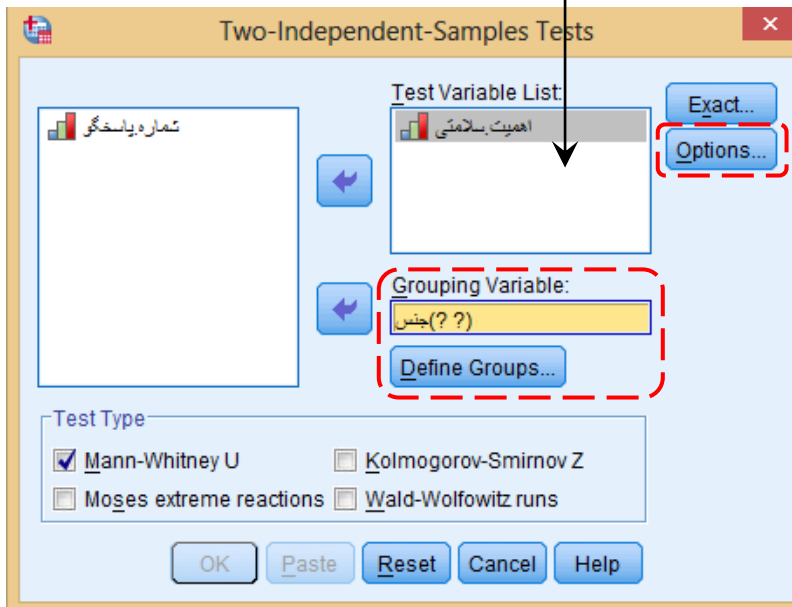 Two-Independent-Samples Tests
Test Variable List:
شماره.پاسخگو
اهمیت.سلامتی
Exact...
Options...
Grouping Variable:
جنس(? ?)
Define Groups...
Test Type
Mann-Whitney U
Kolmogorov-Smirnov Z
Moses extreme reactions
Wald-Wolfowitz runs
OK
Paste
Reset
Cancel
Help